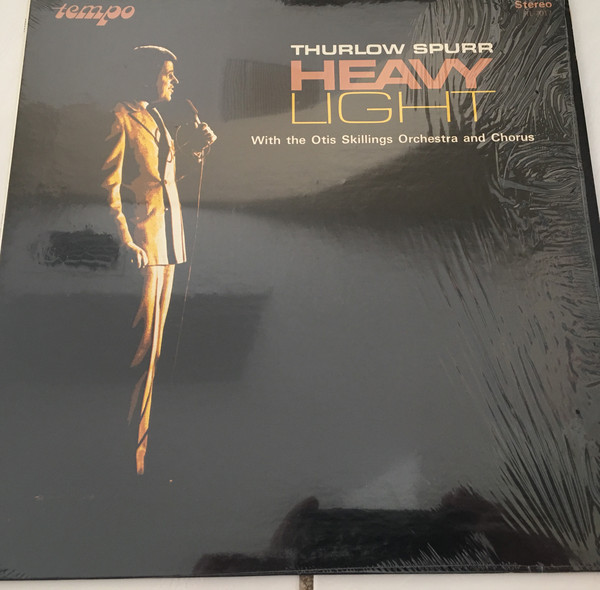 tempo
Stereo
THURLOW SPURR
HEAVY
LIGHT
With the Otis Skillings Orchestra and Chorus